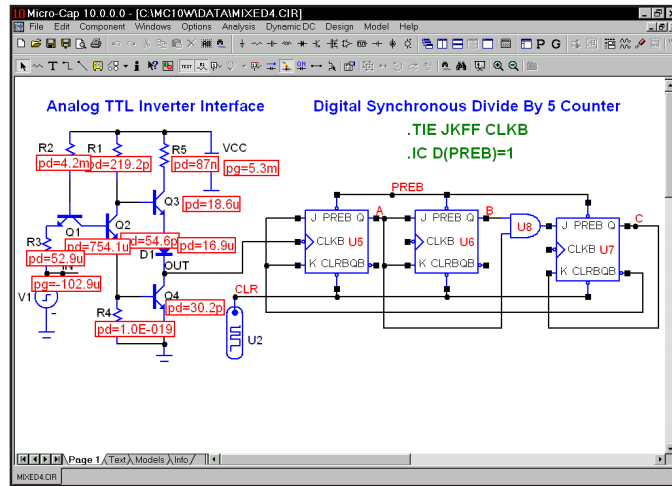 Micro-Cap 10.0.0.0 - [C:\MC10W\DATA\MIXED4.CIR]
File Edit Component Windows Options Analysis Dynamic DC Design Model Help
Analog TTL Inverter Interface
Digital Synchronous Divide By 5 Counter
.TIE JKFF CLKB
.IC D(PREB)=1
R2
R1
R5
VCC
pd=4.2m
pd=219.2p
pd=87n
pg=5.3m
Q3
pd=18.6u
Q1
Q2
R3
pd=754.1u
pd=54.6p
pd=16.9u
pd=52.9u
D1
IN
OUT
pg=-102.9u
V1
Q4
pd=30.2p
R4
pd=1.0E-019
PREB
J PREB Q
A
J PREB Q
B
U8
J PREB Q
C
CLKB U5
CLKB U6
CLKB U7
K CLRBQB
K CLRBQB
K CLRBQB
CLR
U2
Page 1 Text Models Info
MIXED4.CIR